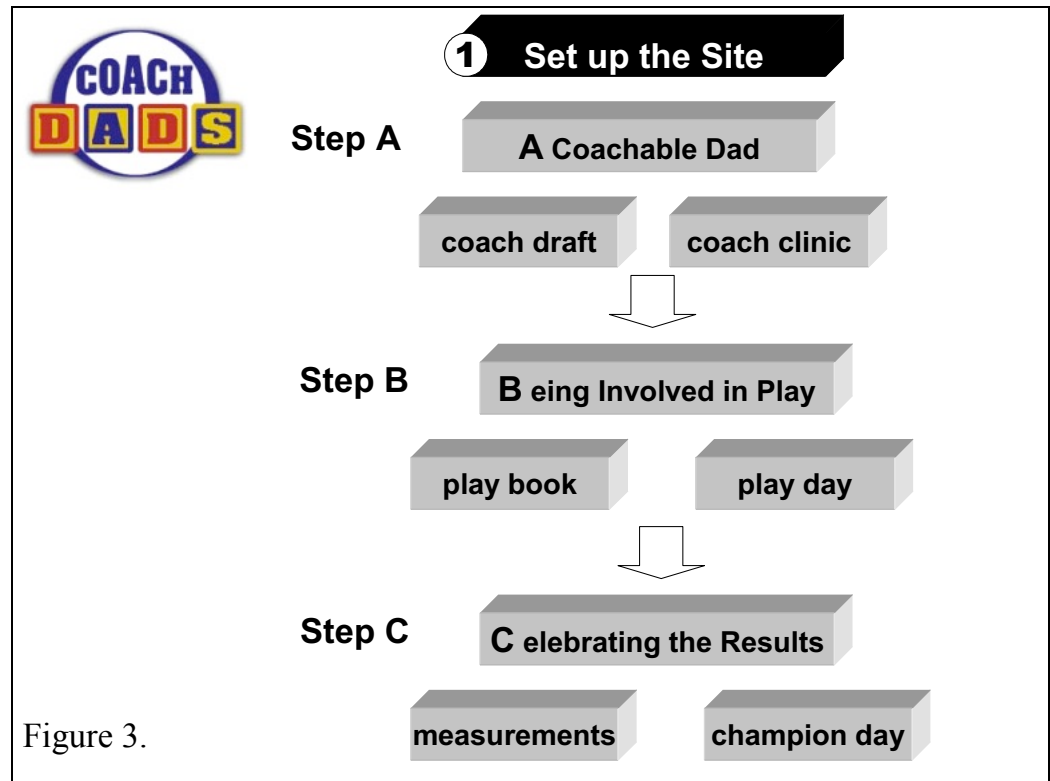 COACH
DADS
1 Set up the Site
Step A
A Coachable Dad
coach draft
coach clinic
Step B
B eing Involved in Play
play book
play day
Step C
C elebrating the Results
measurements
champion day
Figure 3.